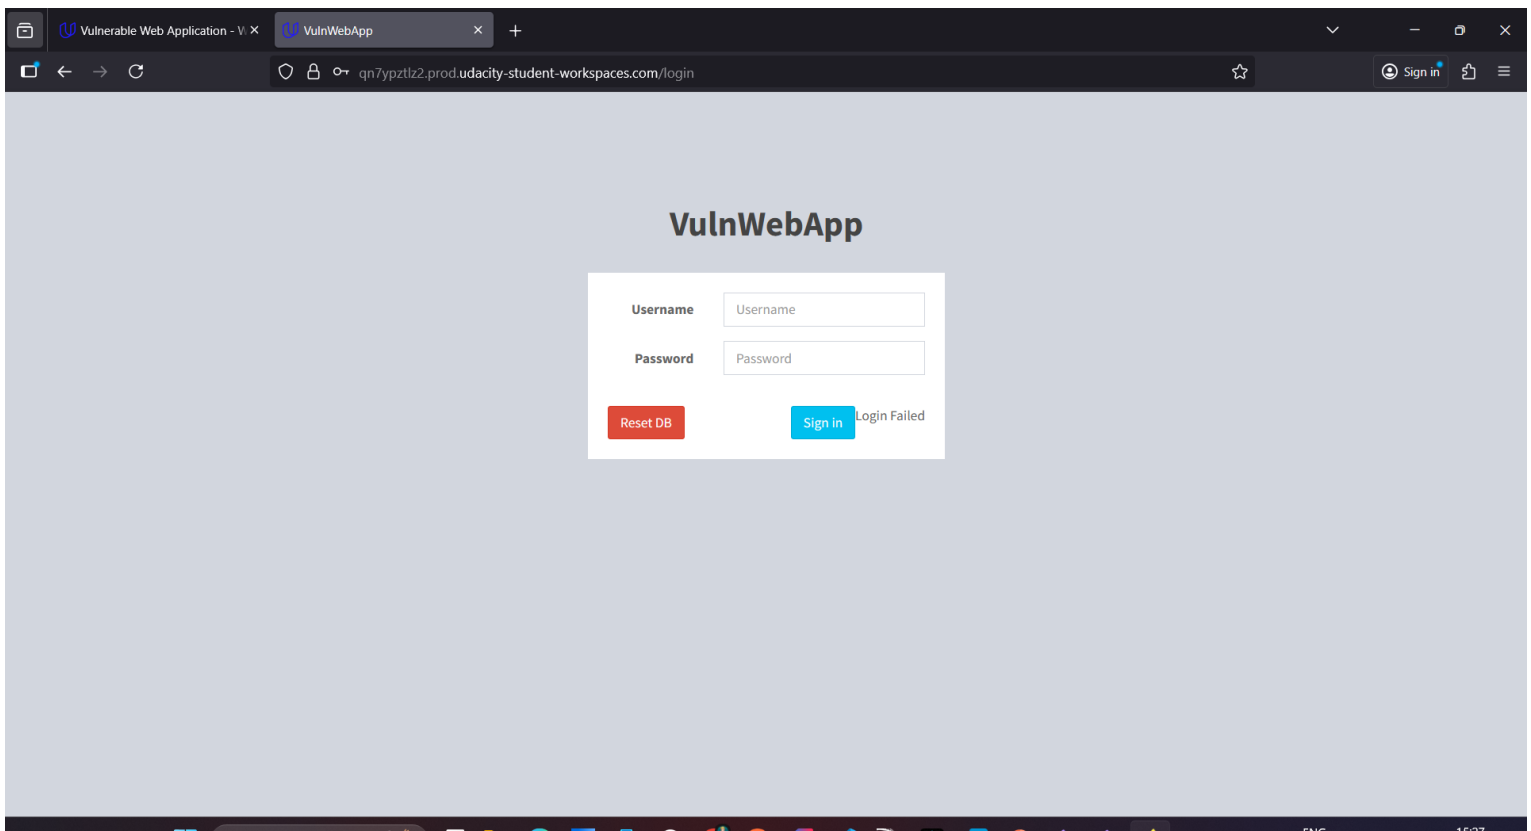 Vulnerable Web Application - W
VulnWebApp
qn7ypztlz2.prod.udacity-student-workspaces.com/login
Sign in
VulnWebApp
Username
Username
Password
Password
Reset DB
Sign in
Login Failed